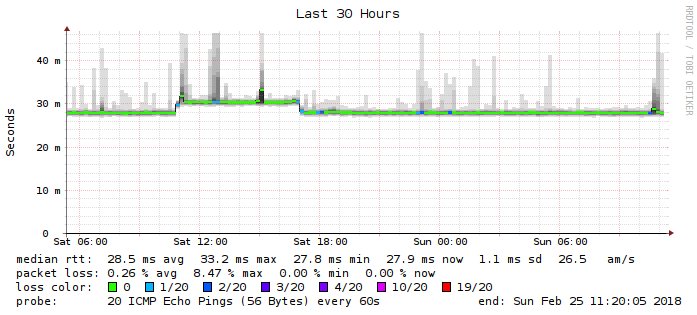 Last 30 Hours
RRDTOOL / TOBI OETIKER
Seconds
40 m
30 m
20 m
10 m
0
Sat 06:00 Sat 12:00 Sat 18:00 Sun 00:00 Sun 06:00
median rtt: 28.5 ms avg 33.2 ms max 27.8 ms min 27.9 ms now 1.1 ms sd 26.5 am/s
packet loss: 0.26 % avg 8.47 % max 0.00 % min 0.00 % now
loss color: 0 1/20 2/20 3/20 4/20 10/20 19/20
probe: 20 ICMP Echo Pings (56 Bytes) every 60s end: Sun Feb 25 11:20:05 2018